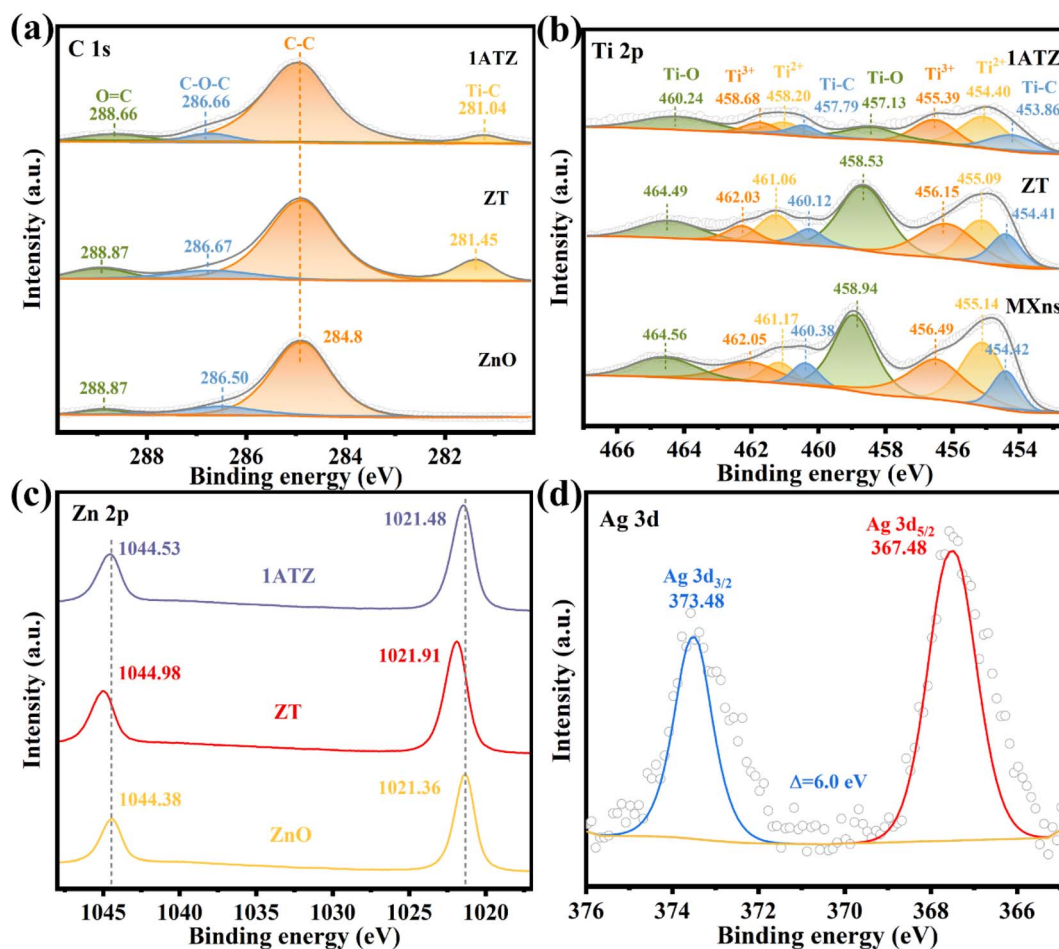 (a)
C 1s
C-C
1ATZ
O=C
288.66
C-O-C
286.66
Ti-C
281.04
ZT
288.87
286.67
281.45
ZnO
284.8
288.87
286.50
288 286 284 282
Binding energy (eV)
Intensity (a.u.)
(b)
Ti 2p
1ATZ
Ti-O
460.24
Ti³⁺
458.68
Ti²⁺
458.20
Ti-C
457.79
Ti-O
457.13
Ti³⁺
455.39
Ti²⁺
454.40
Ti-C
453.86
ZT
464.49
462.03
461.06
460.12
458.53
456.15
455.09
454.41
MXns
464.56
462.05
461.17
460.38
458.94
456.49
455.14
454.42
466 464 462 460 458 456 454
Binding energy (eV)
Intensity (a.u.)
(c)
Zn 2p
1044.53
1021.48
1ATZ
1044.98
1021.91
ZT
1044.38
1021.36
ZnO
1045 1040 1035 1030 1025 1020
Binding energy (eV)
Intensity (a.u.)
(d)
Ag 3d
Ag 3d₅/₂
367.48
Ag 3d₃/₂
373.48
Δ=6.0 eV
376 374 372 370 368 366
Binding energy (eV)
Intensity (a.u.)